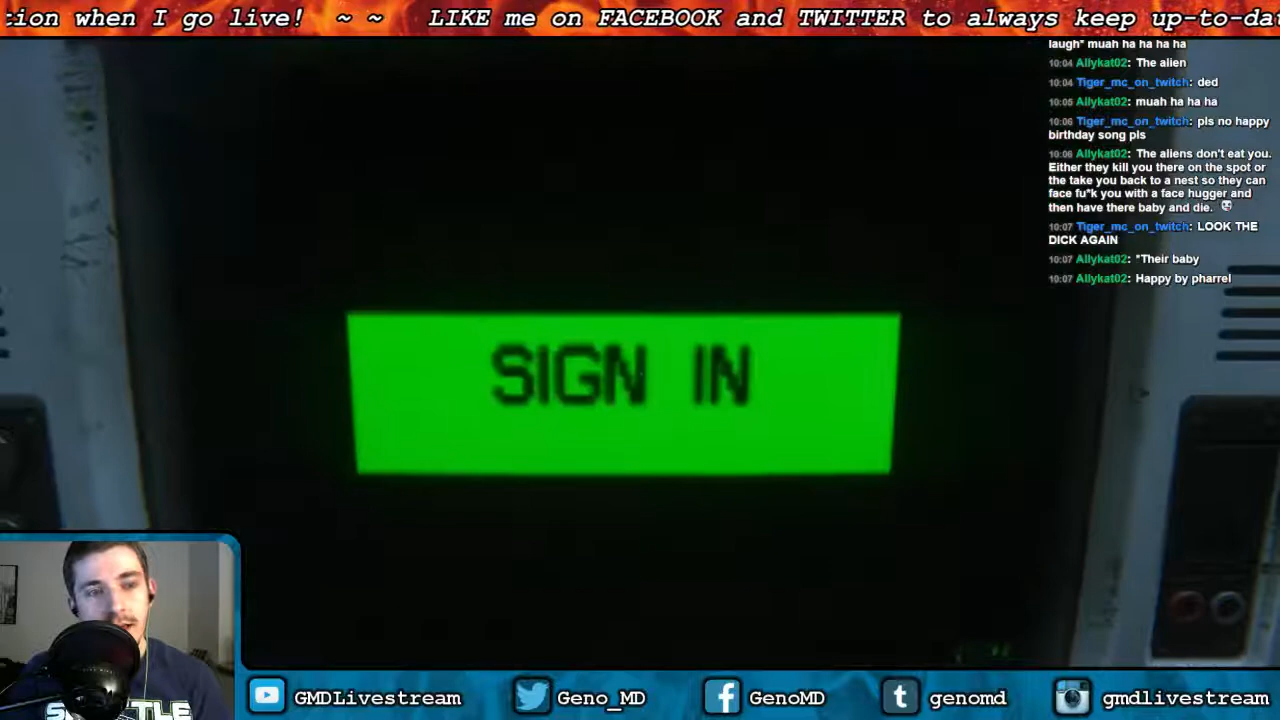 tion when I go live! ~ ~ LIKE me on FACEBOOK and TWITTER to always keep up-to-dat
laugh* muah ha ha ha ha
10:04 Allykat02: The alien
10:04 Tiger_mc_on_twitch: ded
10:05 Allykat02: muah ha ha ha
10:06 Tiger_mc_on_twitch: pls no happy
birthday song pls
10:06 Allykat02: The aliens don't eat you.
Either they kill you there on the spot or
the take you back to a nest so they can
face fu*k you with a face hugger and
then have there baby and die.
10:07 Tiger_mc_on_twitch: LOOK THE
DICK AGAIN
10:07 Allykat02: *Their baby
10:07 Allykat02: Happy by pharrel
SIGN IN
GMDLivestream
Geno_MD
GenoMD
genomd
gmdlivestream